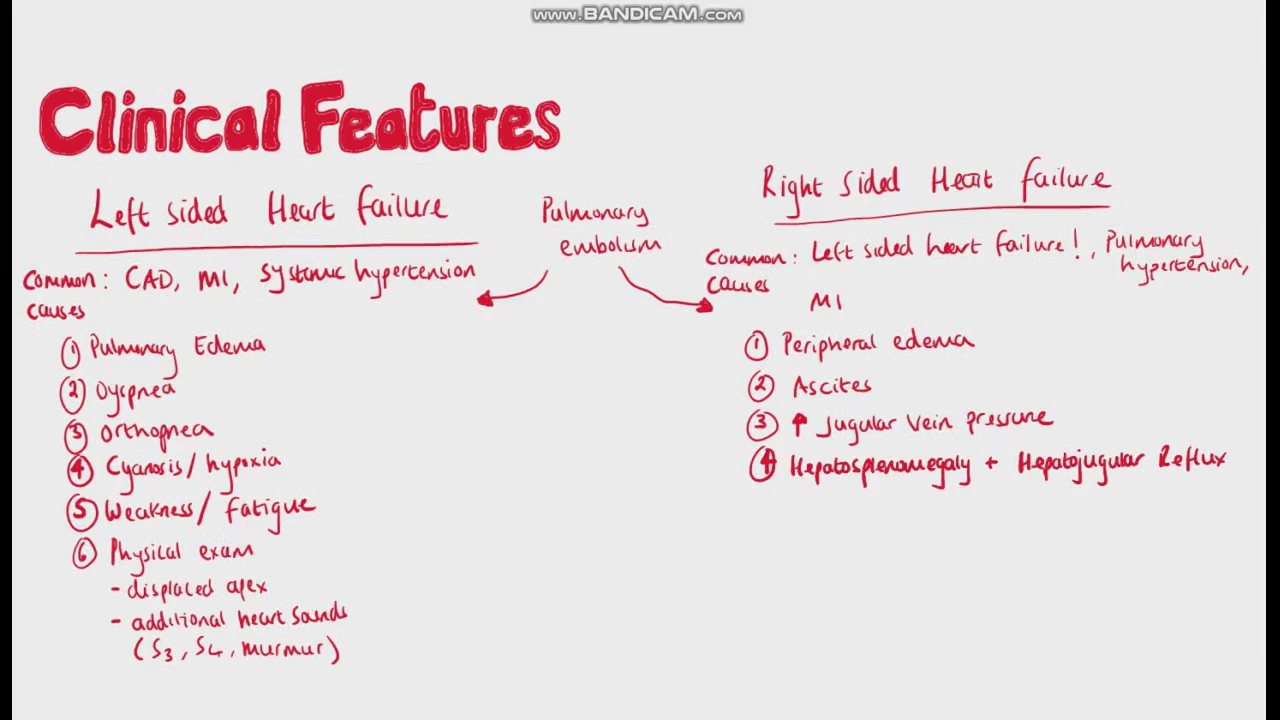 www.BANDICAM.com
Clinical Features
Left sided Heart failure
Common: CAD, MI, Systemic hypertension
causes
① Pulmonary Edema
② Dyspnea
③ Orthopnea
④ Cyanosis/hypoxia
⑤ Weakness/fatigue
⑥ Physical exam
- displaced apex
- additional heart sounds
(S3, S4, murmur)
Pulmonary
embolism
Right Sided Heart failure
Common: Left sided heart failure!, Pulmonary
causes hypertension,
MI
① Peripheral edema
② Ascites
③ ↑ Jugular vein pressure
④ Hepatosplenomegaly + Hepatojugular Reflux